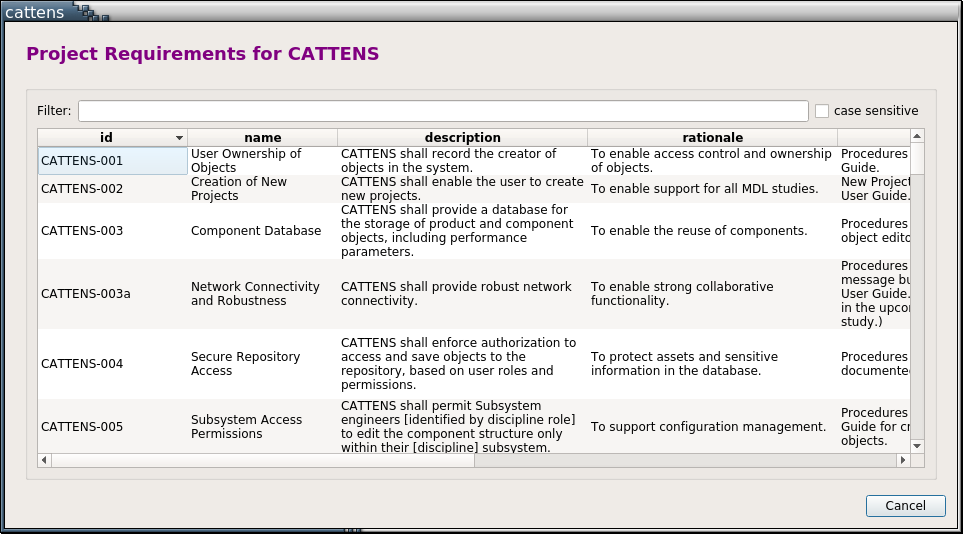 cattens
Project Requirements for CATTENS
Filter:
case sensitive
id name description rationale
CATTENS-001
User Ownership of
Objects
CATTENS shall record the creator of
objects in the system.
To enable access control and ownership
of objects.
Procedures
Guide.
CATTENS-002
Creation of New
Projects
CATTENS shall enable the user to create
new projects.
To enable support for all MDL studies.
New Project
User Guide.
CATTENS-003
Component Database
CATTENS shall provide a database for
the storage of product and component
objects, including performance
parameters.
To enable the reuse of components.
Procedures
object edito
CATTENS-003a
Network Connectivity
and Robustness
CATTENS shall provide robust network
connectivity.
To enable strong collaborative
functionality.
Procedures
message bu
User Guide.
in the upcor
study.)
CATTENS-004
Secure Repository
Access
CATTENS shall enforce authorization to
access and save objects to the
repository, based on user roles and
permissions.
To protect assets and sensitive
information in the database.
Procedures
documented
CATTENS-005
Subsystem Access
Permissions
CATTENS shall permit Subsystem
engineers [identified by discipline role]
to edit the component structure only
within their [discipline] subsystem.
To support configuration management.
Procedures
Guide for cr
objects.
Cancel